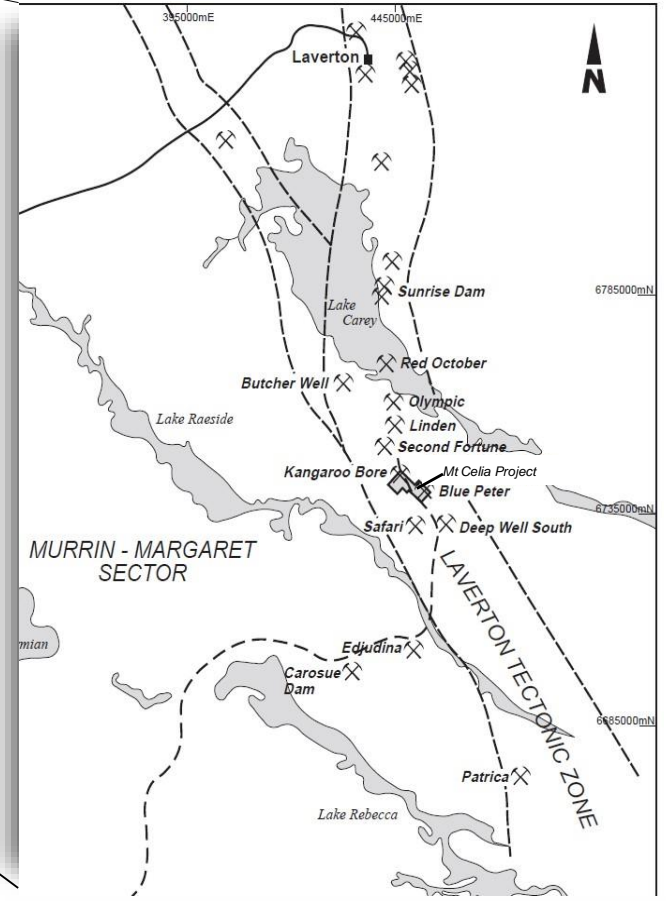 395000mE
445000mE
Laverton
N
Sunrise Dam
6785000mN
Lake
Carey
Red October
Butcher Well
Olympic
Lake Raeside
Linden
Second Fortune
Kangaroo Bore
Mt Celia Project
Blue Peter
6735000mN
Safari
Deep Well South
MURRIN - MARGARET
SECTOR
LAVERTON TECTONIC ZONE
mian
Edjudina
Carosue
Dam
6685000mN
Patrica
Lake Rebecca